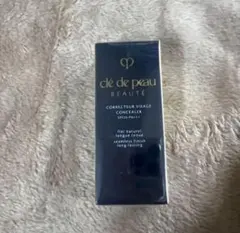 clé de peau
BEAUTÉ
CORRECTEUR VISAGE
CONCEALER
fini naturel
longue tenue
seamless finish
long-lasting